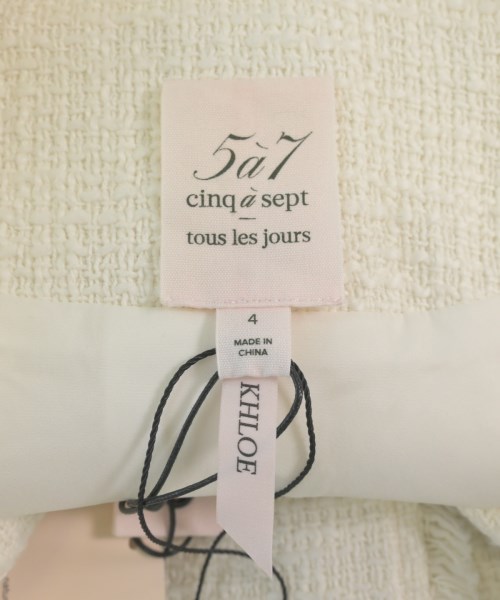 5à7
cinq à sept
tous les jours
4
MADE IN
CHINA
KHLOE